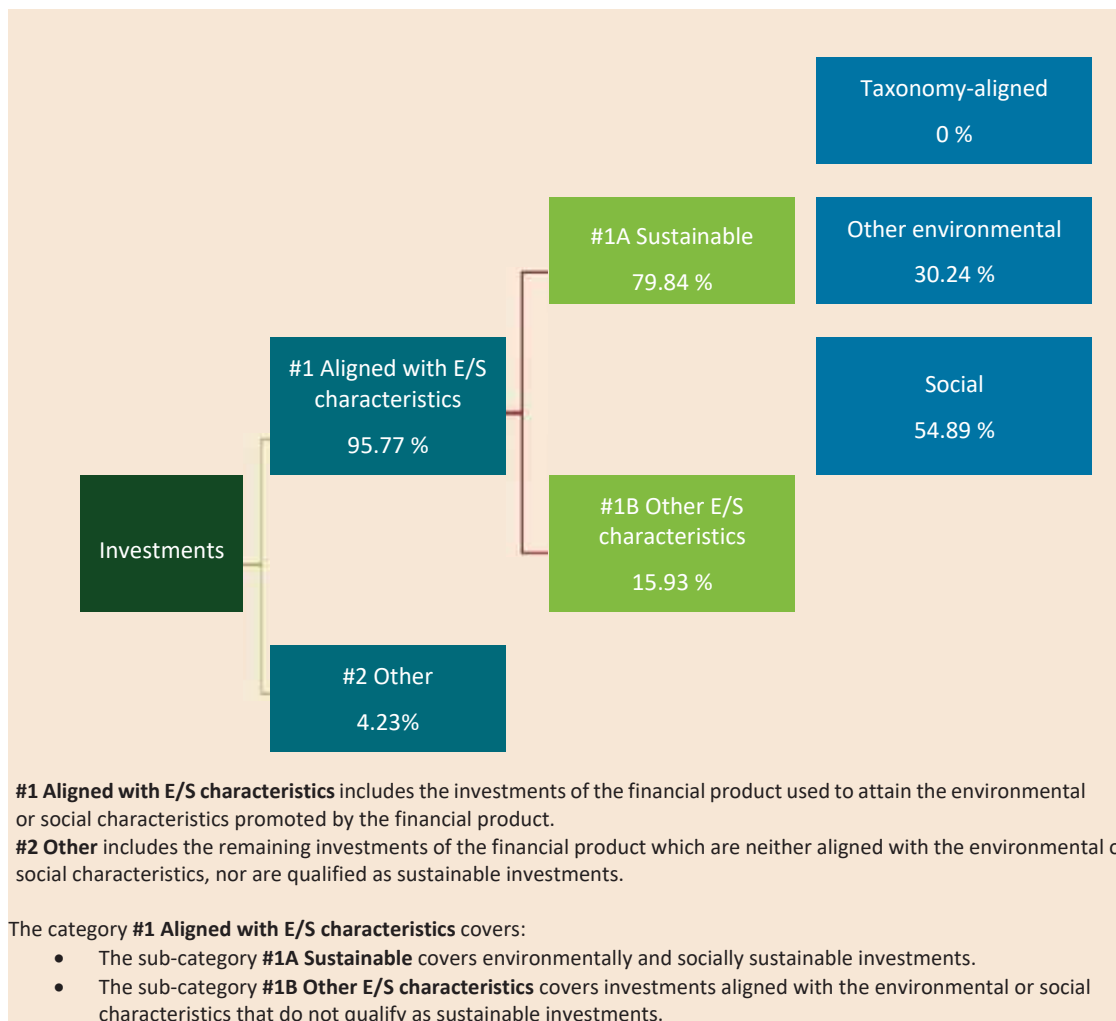 Taxonomy-aligned
0 %
#1A Sustainable
79.84 %
Other environmental
30.24 %
#1 Aligned with E/S
characteristics
95.77 %
Social
54.89 %
Investments
#1B Other E/S
characteristics
15.93 %
#2 Other
4.23%
#1 Aligned with E/S characteristics includes the investments of the financial product used to attain the environmental
or social characteristics promoted by the financial product.
#2 Other includes the remaining investments of the financial product which are neither aligned with the environmental
social characteristics, nor are qualified as sustainable investments.
The category #1 Aligned with E/S characteristics covers:
• The sub-category #1A Sustainable covers environmentally and socially sustainable investments.
• The sub-category #1B Other E/S characteristics covers investments aligned with the environmental or social
characteristics that do not qualify as sustainable investments.